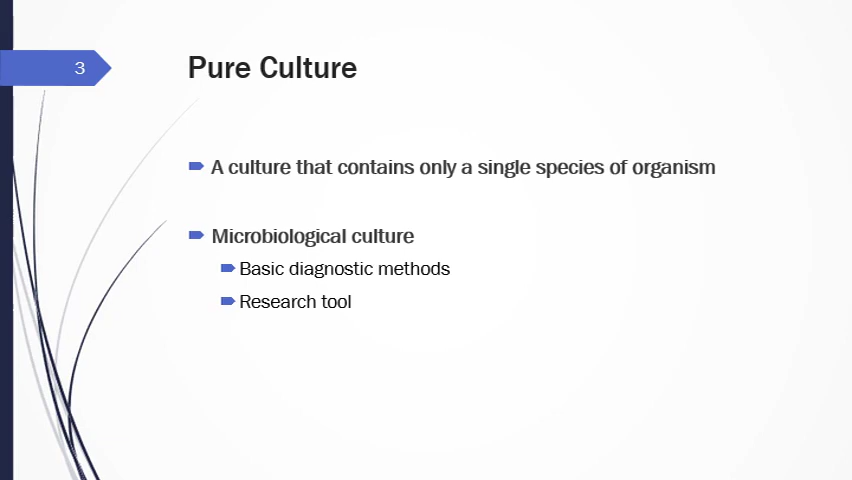 3
Pure Culture
A culture that contains only a single species of organism
Microbiological culture
Basic diagnostic methods
Research tool